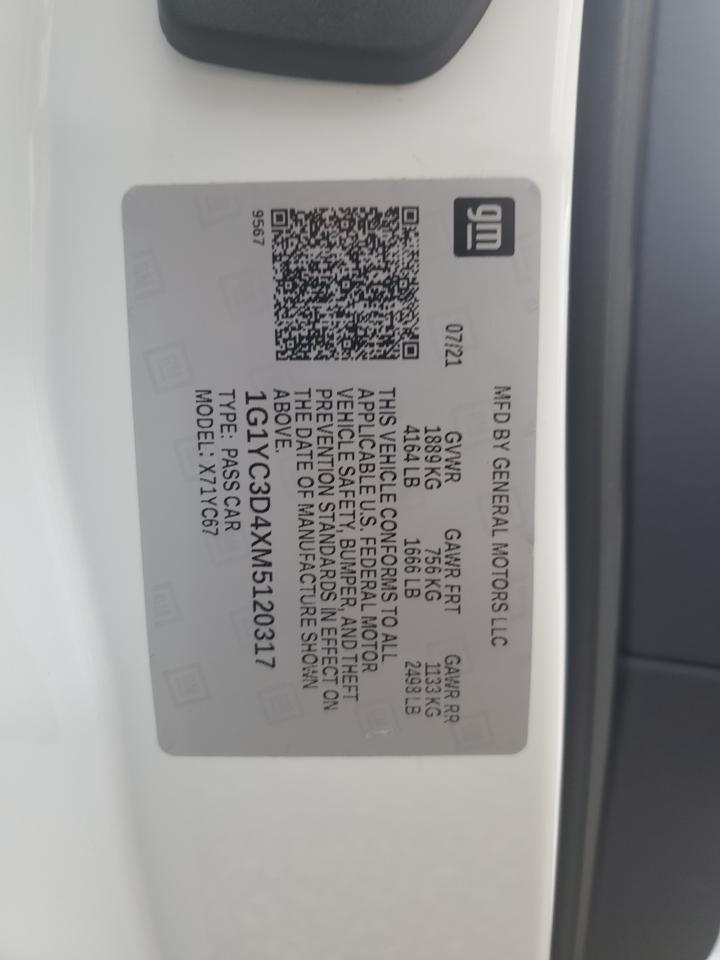 gm
MFD BY GENERAL MOTORS LLC
07/21
GVWR GAWR FRT GAWR RR
1889 KG 756 KG 1133 KG
4164 LB 1666 LB 2498 LB
THIS VEHICLE CONFORMS TO ALL
APPLICABLE U.S. FEDERAL MOTOR
VEHICLE SAFETY, BUMPER, AND THEFT
PREVENTION STANDARDS IN EFFECT ON
THE DATE OF MANUFACTURE SHOWN
ABOVE.
9567
1G1YC3D4XM5120317
TYPE: PASS CAR
MODEL: X71YC67